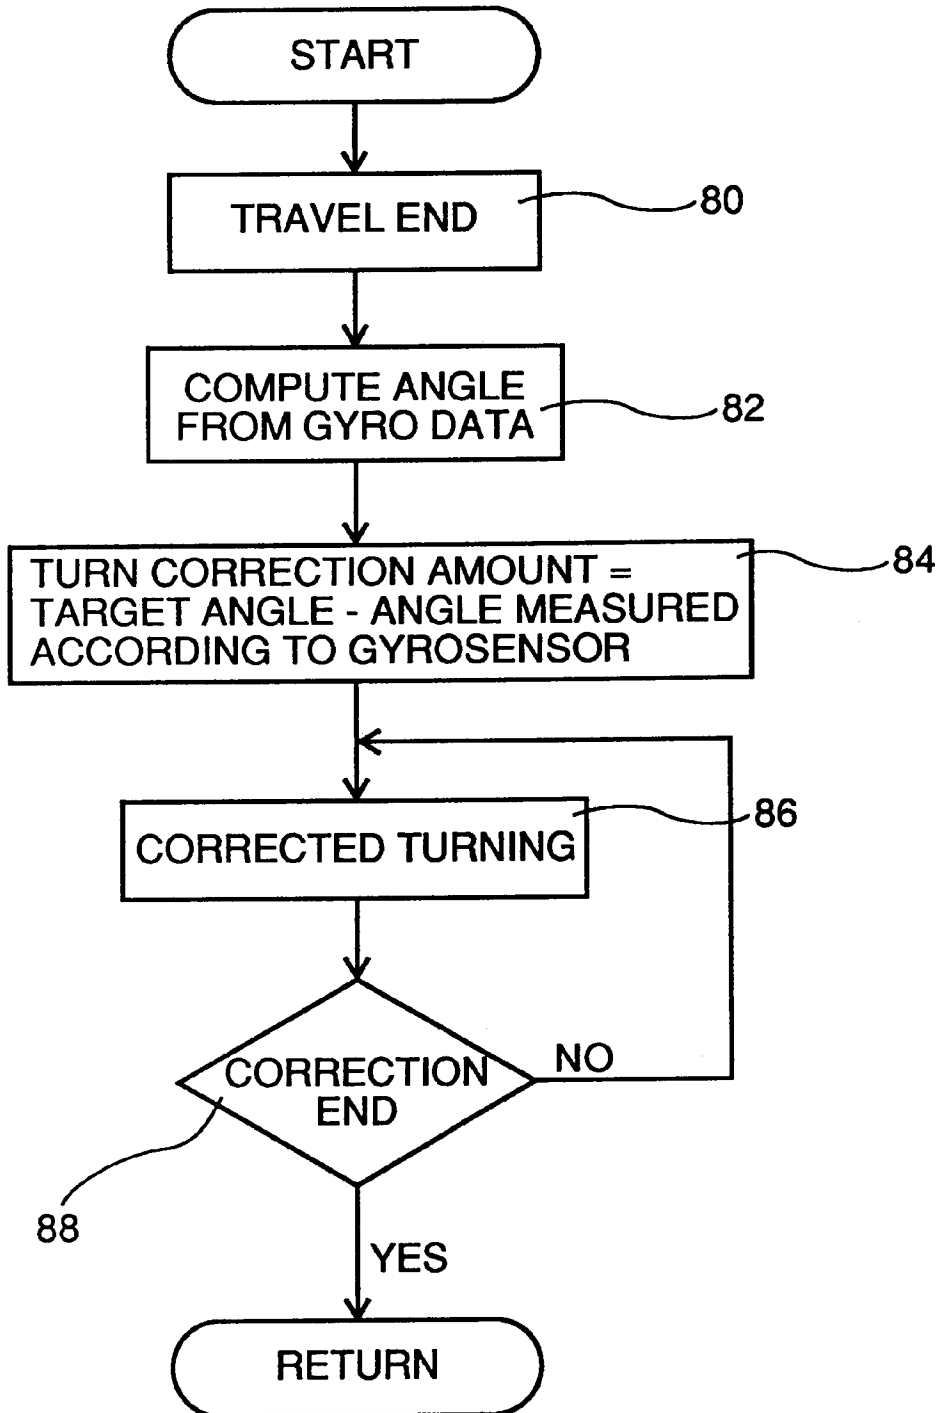 START
TRAVEL END
80
COMPUTE ANGLE
FROM GYRO DATA
82
TURN CORRECTION AMOUNT =
TARGET ANGLE - ANGLE MEASURED
ACCORDING TO GYROSENSOR
84
CORRECTED TURNING
86
CORRECTION
END
NO
88
YES
RETURN